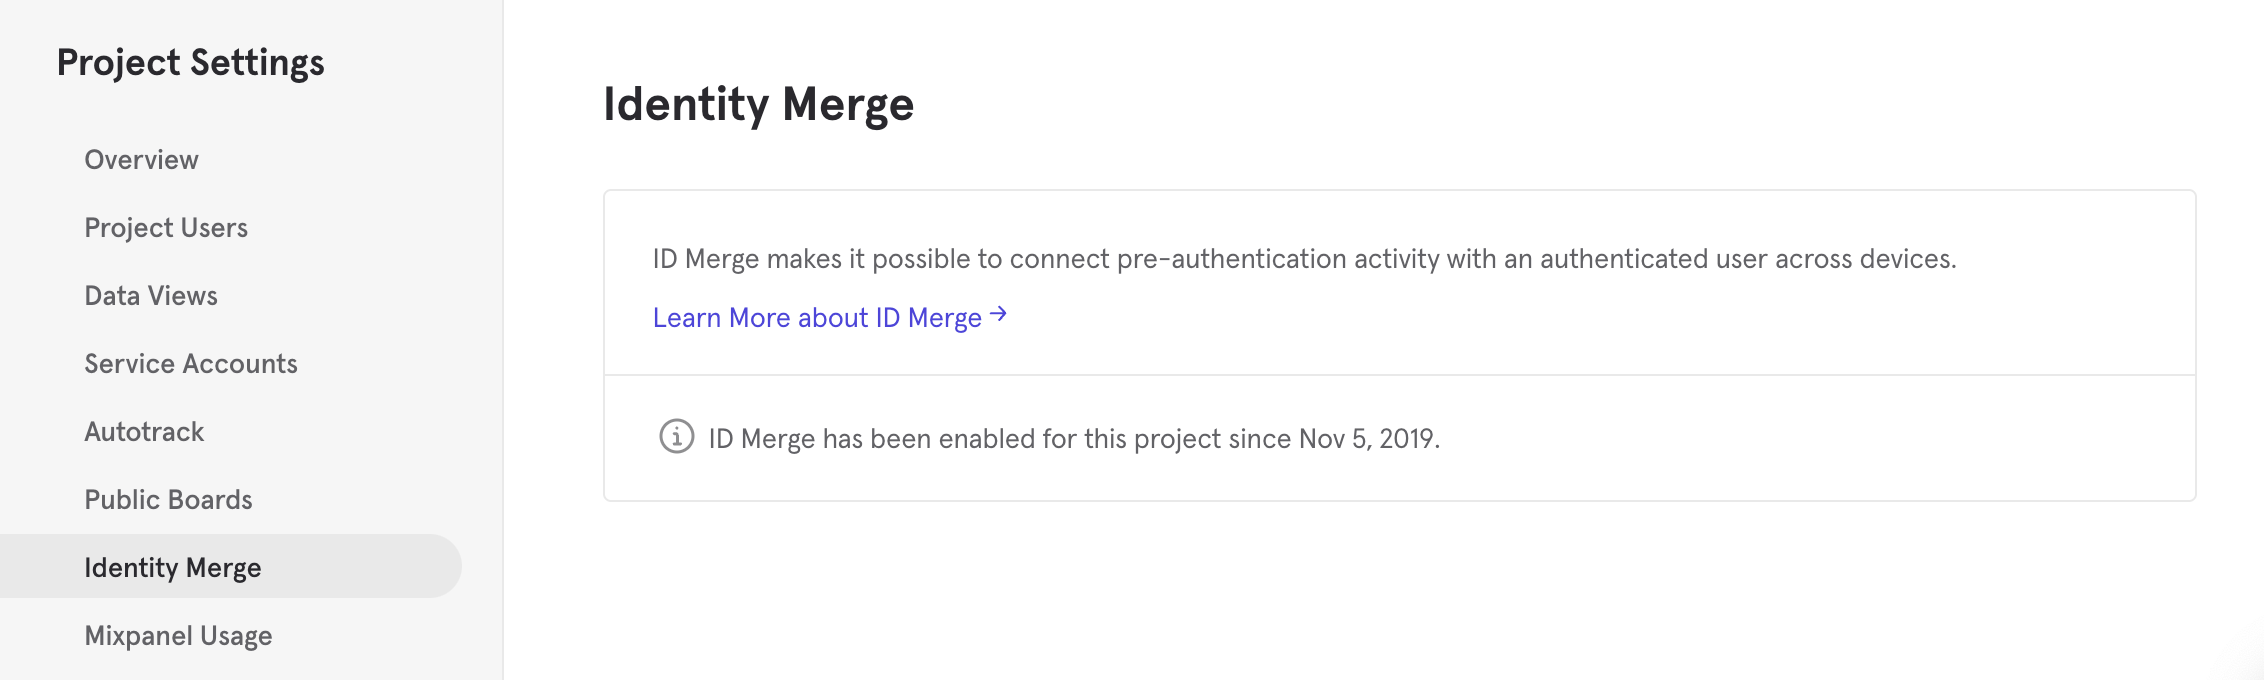 Project Settings
Overview
Project Users
Data Views
Service Accounts
Autotrack
Public Boards
Identity Merge
Mixpanel Usage
Identity Merge
ID Merge makes it possible to connect pre-authentication activity with an authenticated user across devices.
Learn More about ID Merge →
ID Merge has been enabled for this project since Nov 5, 2019.